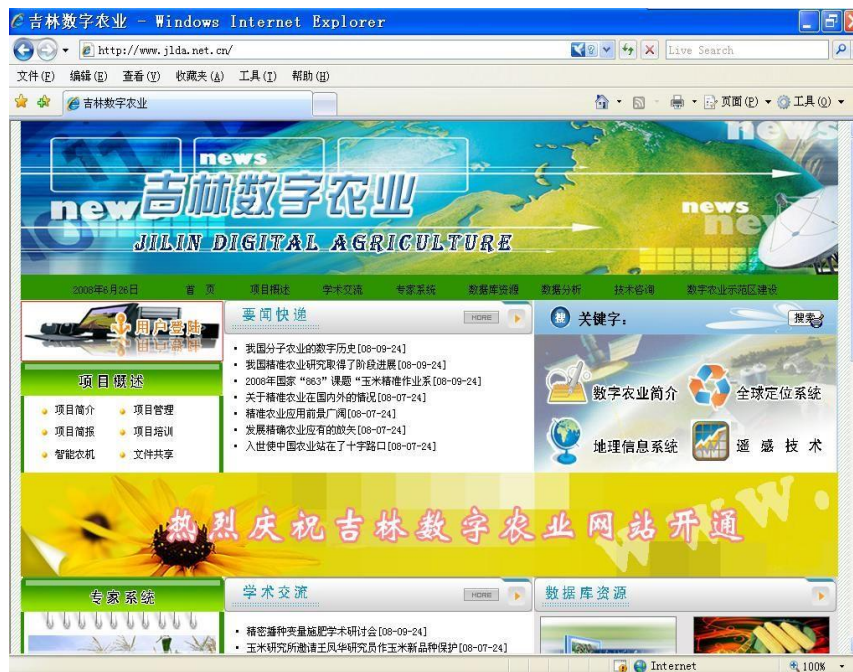 吉林数字农业 - Windows Internet Explorer
http://www.jlda.net.cn/
Live Search
文件(F) 编辑(E) 查看(V) 收藏夹(A) 工具(T) 帮助(H)
吉林数字农业
页面(P) 工具(O)
news
news
new
news
new
吉林数字农业
JILIN DIGITAL AGRICULTURE
2008年6月26日 首 页 项目概述 学术交流 专家系统 数据库资源 数据分析 技术咨询 数字农业示范区建设
用户登陆
项目概述
项目简介 项目管理
项目简报 项目培训
智能农机 文件共享
要闻快递 MORE
我国分子农业的数字历史[08-09-24]
我国精准农业研究取得了阶段进展[08-09-24]
2008年国家“863”课题“玉米精准作业系[08-09-24]
关于精准农业在国内外的情况[08-07-24]
精准农业应用前景广阔[08-07-24]
发展精确农业应有的放矢[08-07-24]
入世使中国农业站在了十字路口[08-07-24]
搜 关键字: 搜索
数字农业简介 全球定位系统
地理信息系统 遥 感 技 术
热烈庆祝吉林数字农业网站开通
www.
专家系统
学术交流 MORE
精密播种变量施肥学术研讨会[08-09-24]
玉米研究所邀请王凤华研究员作玉米新品种保护[08-07-24]
数据库资源
Internet 100%